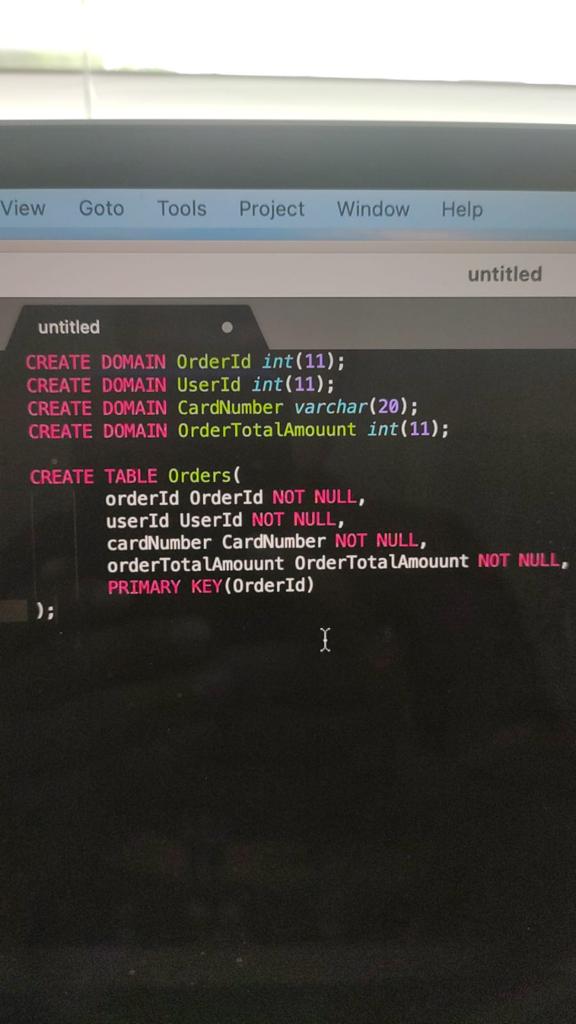 View Goto Tools Project Window Help
untitled
untitled
CREATE DOMAIN OrderId int(11);
CREATE DOMAIN UserId int(11);
CREATE DOMAIN CardNumber varchar(20);
CREATE DOMAIN OrderTotalAmouunt int(11);
CREATE TABLE Orders(
orderId OrderId NOT NULL,
userId UserId NOT NULL,
cardNumber CardNumber NOT NULL,
orderTotalAmouunt OrderTotalAmouunt NOT NULL,
PRIMARY KEY(OrderId)
);